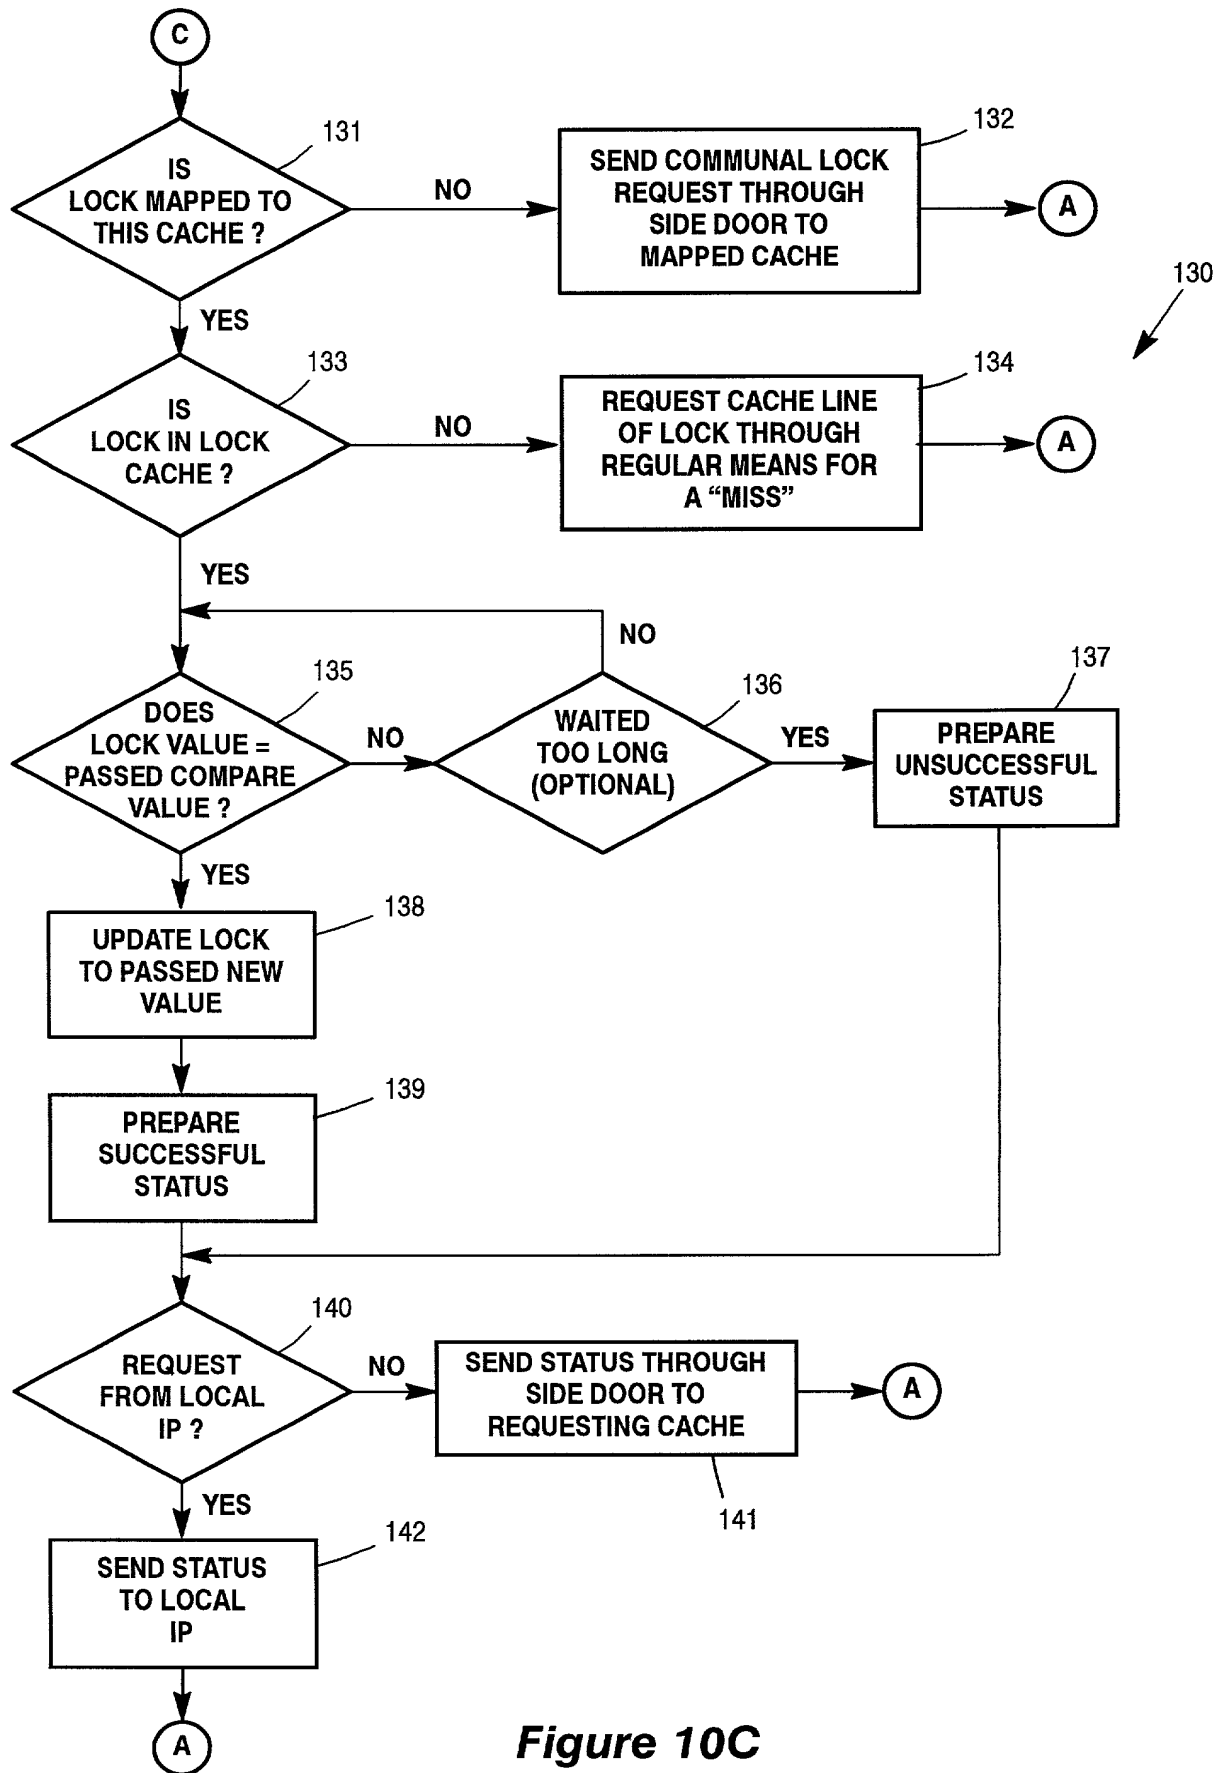 C
131
IS
LOCK MAPPED TO
THIS CACHE ?
NO
132
SEND COMMUNAL LOCK
REQUEST THROUGH
SIDE DOOR TO
MAPPED CACHE
A
130
YES
133
IS
LOCK IN LOCK
CACHE ?
NO
134
REQUEST CACHE LINE
OF LOCK THROUGH
REGULAR MEANS FOR
A “MISS”
A
YES
NO
135
DOES
LOCK VALUE =
PASSED COMPARE
VALUE ?
NO
136
WAITED
TOO LONG
(OPTIONAL)
YES
137
PREPARE
UNSUCCESSFUL
STATUS
YES
138
UPDATE LOCK
TO PASSED NEW
VALUE
139
PREPARE
SUCCESSFUL
STATUS
140
REQUEST
FROM LOCAL
IP ?
NO
SEND STATUS THROUGH
SIDE DOOR TO
REQUESTING CACHE
141
A
YES
142
SEND STATUS
TO LOCAL
IP
A
Figure 10C